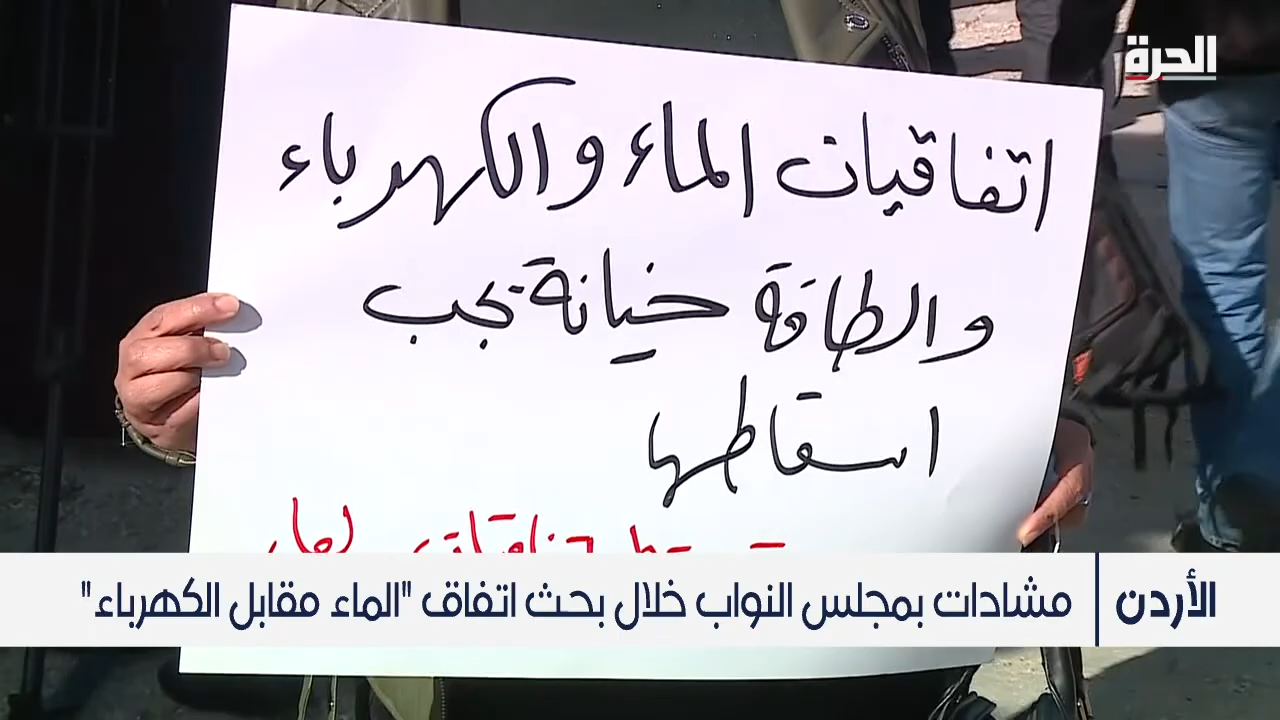 الحرة
اتفاقيات الماء والكهرباء
والطاقة خيانة يجب
اسقاطها
الأردن
مشادات بمجلس النواب خلال بحث اتفاق "الماء مقابل الكهرباء"